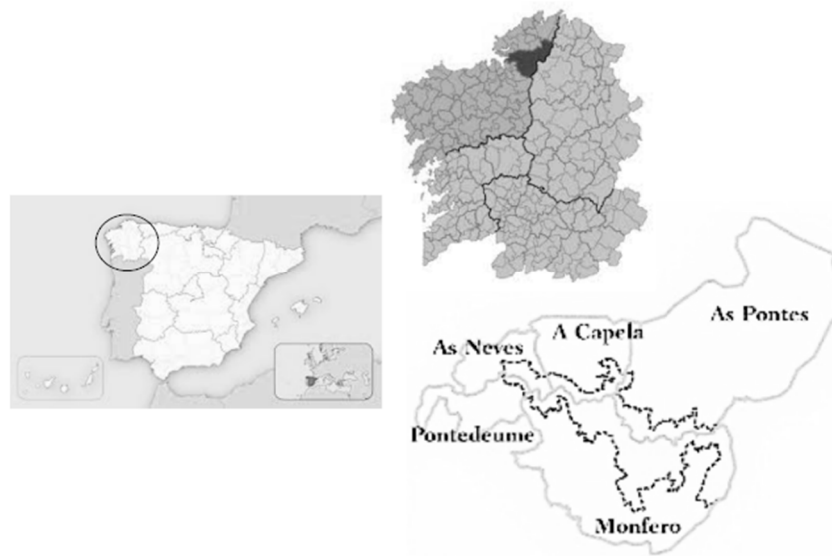 As Pontes
A Capela
As Neves
Pontedeume
Monfero